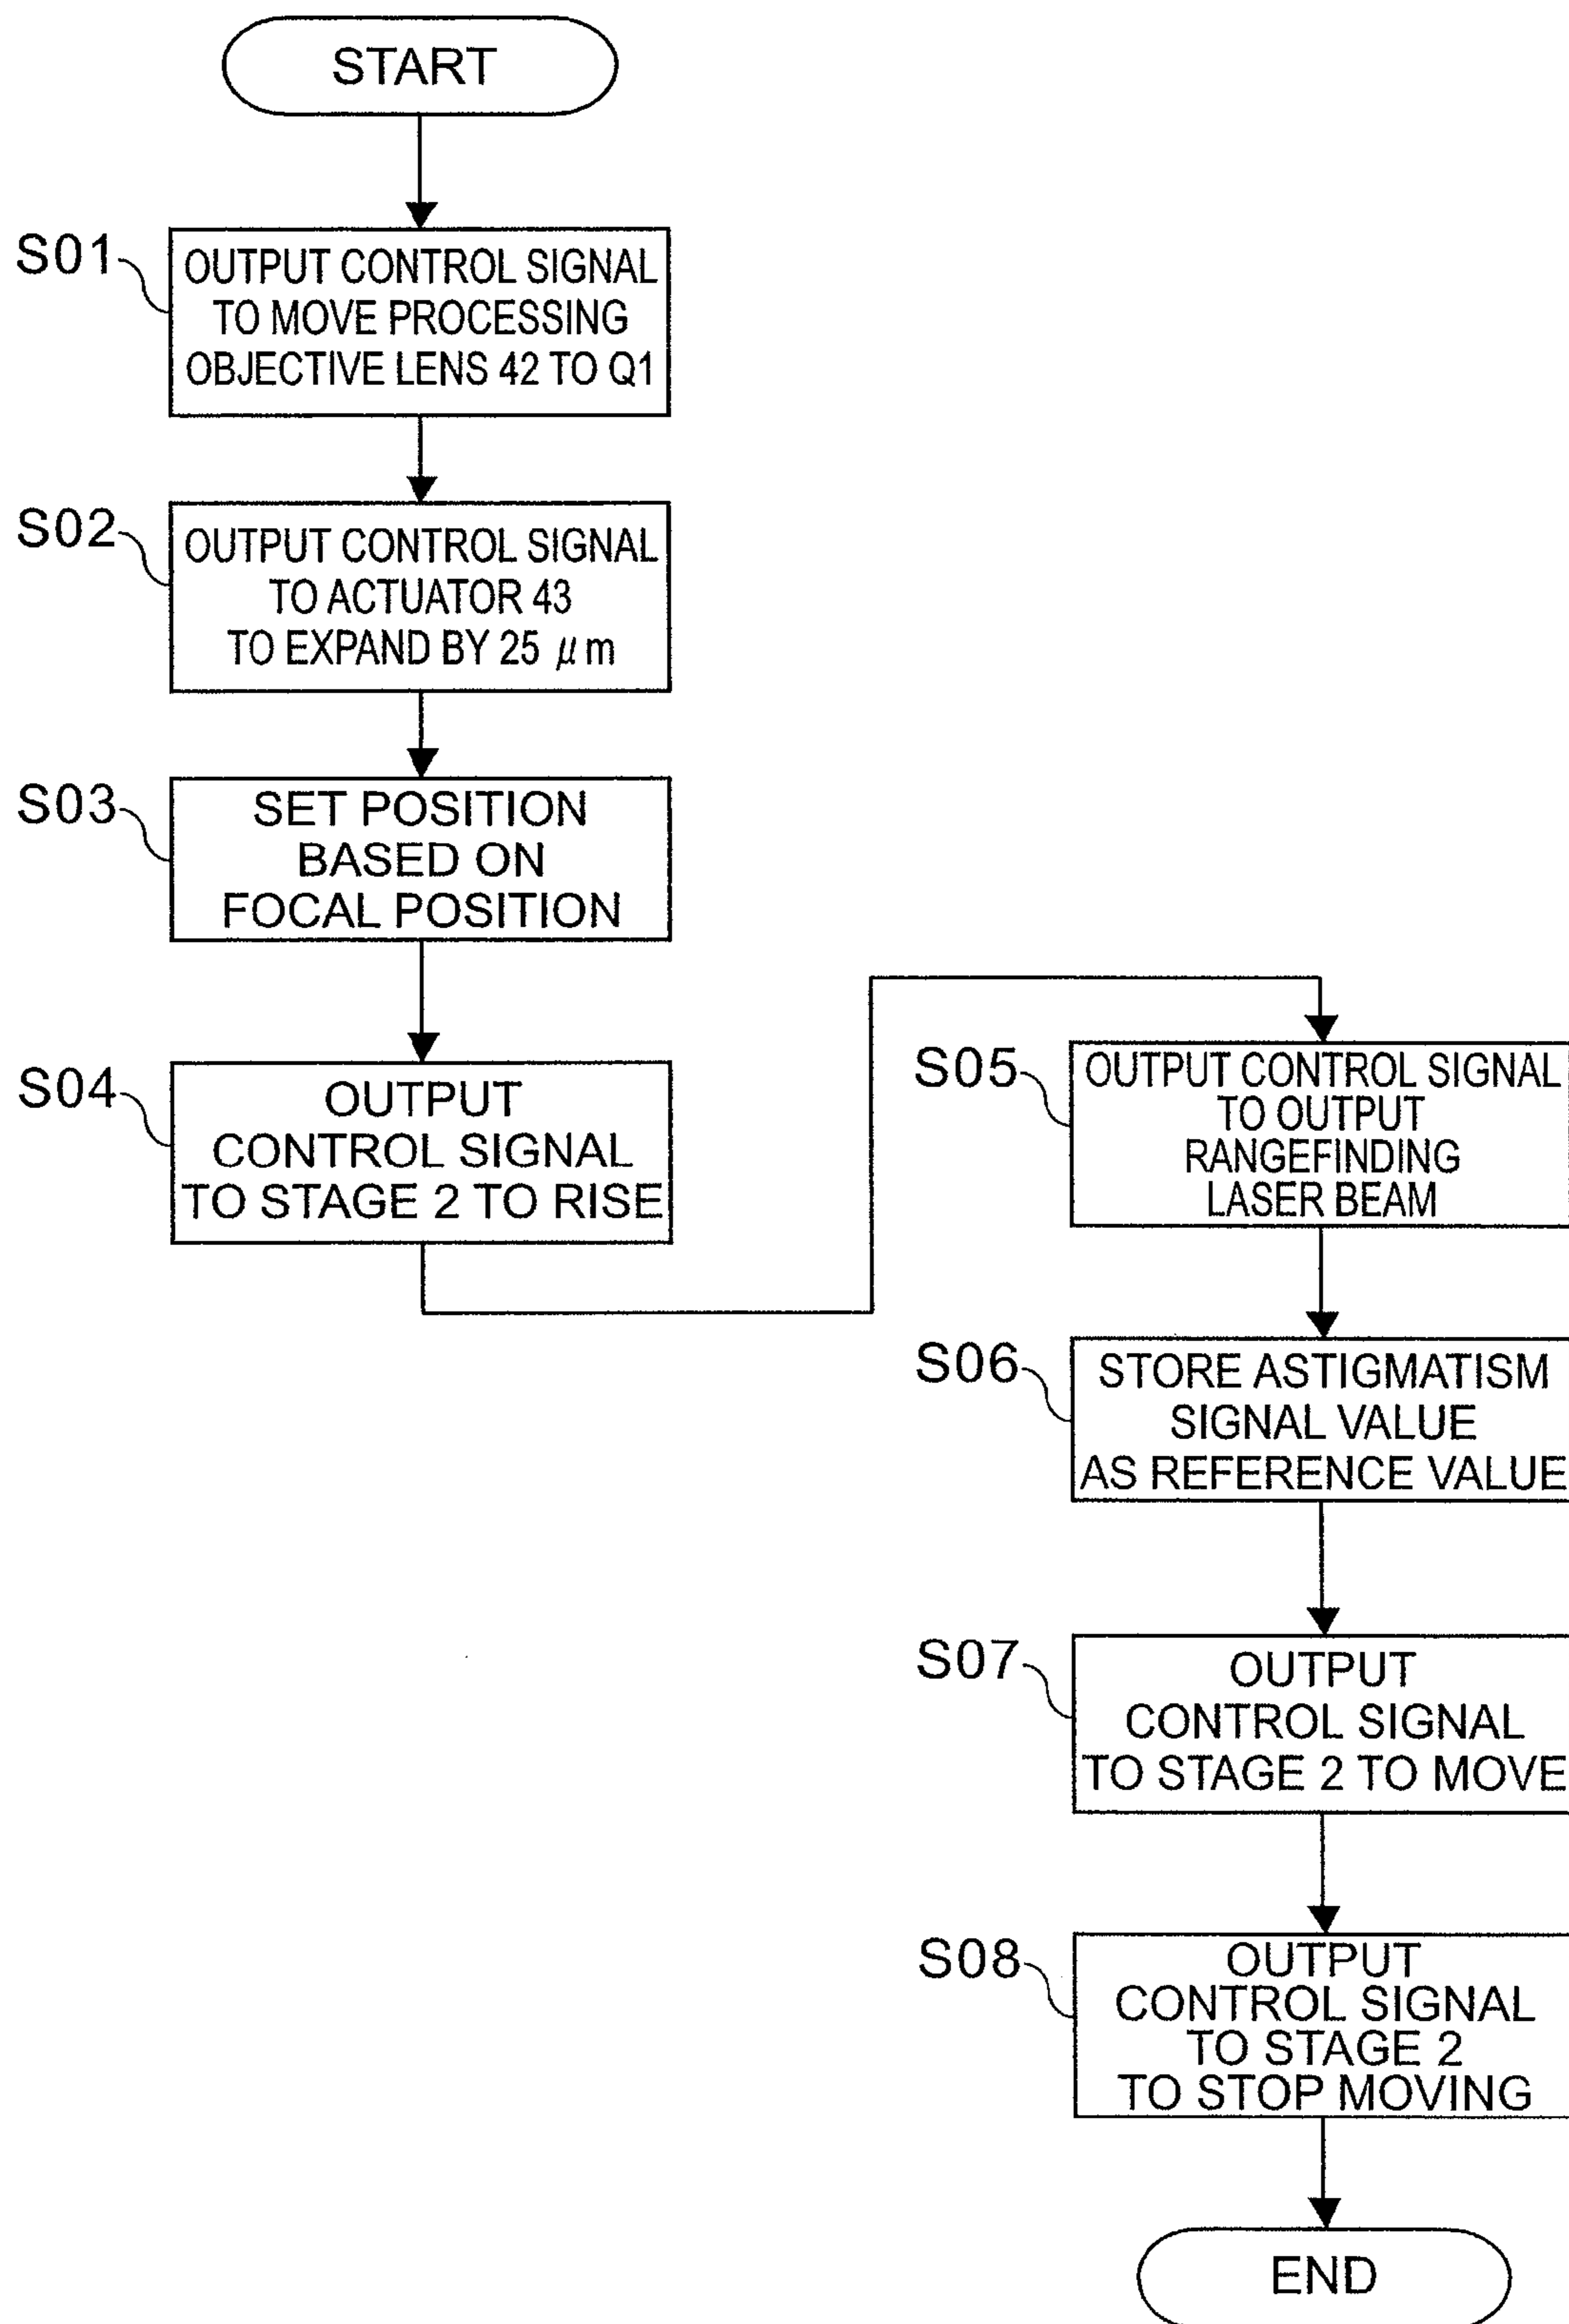 START
S01
OUTPUT CONTROL SIGNAL
TO MOVE PROCESSING
OBJECTIVE LENS 42 TO Q1
S02
OUTPUT CONTROL SIGNAL
TO ACTUATOR 43
TO EXPAND BY 25 μm
S03
SET POSITION
BASED ON
FOCAL POSITION
S04
OUTPUT
CONTROL SIGNAL
TO STAGE 2 TO RISE
S05
OUTPUT CONTROL SIGNAL
TO OUTPUT
RANGEFINDING
LASER BEAM
S06
STORE ASTIGMATISM
SIGNAL VALUE
AS REFERENCE VALUE
S07
OUTPUT
CONTROL SIGNAL
TO STAGE 2 TO MOVE
S08
OUTPUT
CONTROL SIGNAL
TO STAGE 2
TO STOP MOVING
END